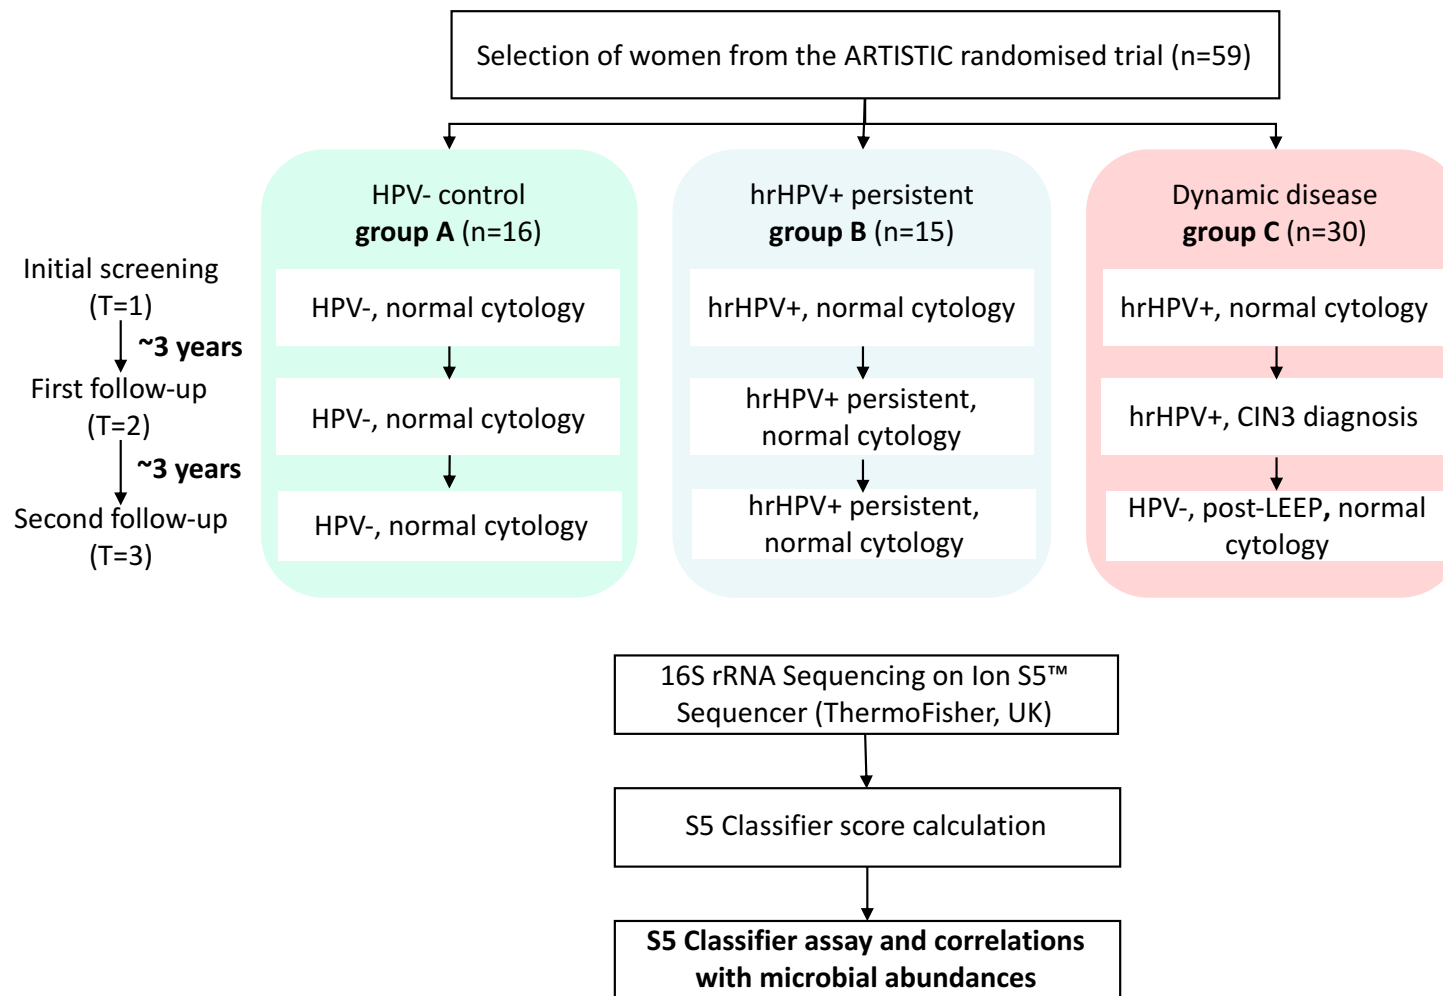 Selection of women from the ARTISTIC randomised trial (n=59)
HPV- control
group A (n=16)
hrHPV+ persistent
group B (n=15)
Dynamic disease
group C (n=30)
Initial screening
(T=1)
~3 years
First follow-up
(T=2)
~3 years
Second follow-up
(T=3)
HPV-, normal cytology
HPV-, normal cytology
HPV-, normal cytology
hrHPV+, normal cytology
hrHPV+ persistent,
normal cytology
hrHPV+ persistent,
normal cytology
hrHPV+, normal cytology
hrHPV+, CIN3 diagnosis
HPV-, post-LEEP, normal
cytology
16S rRNA Sequencing on Ion S5™
Sequencer (ThermoFisher, UK)
S5 Classifier score calculation
S5 Classifier assay and correlations
with microbial abundances